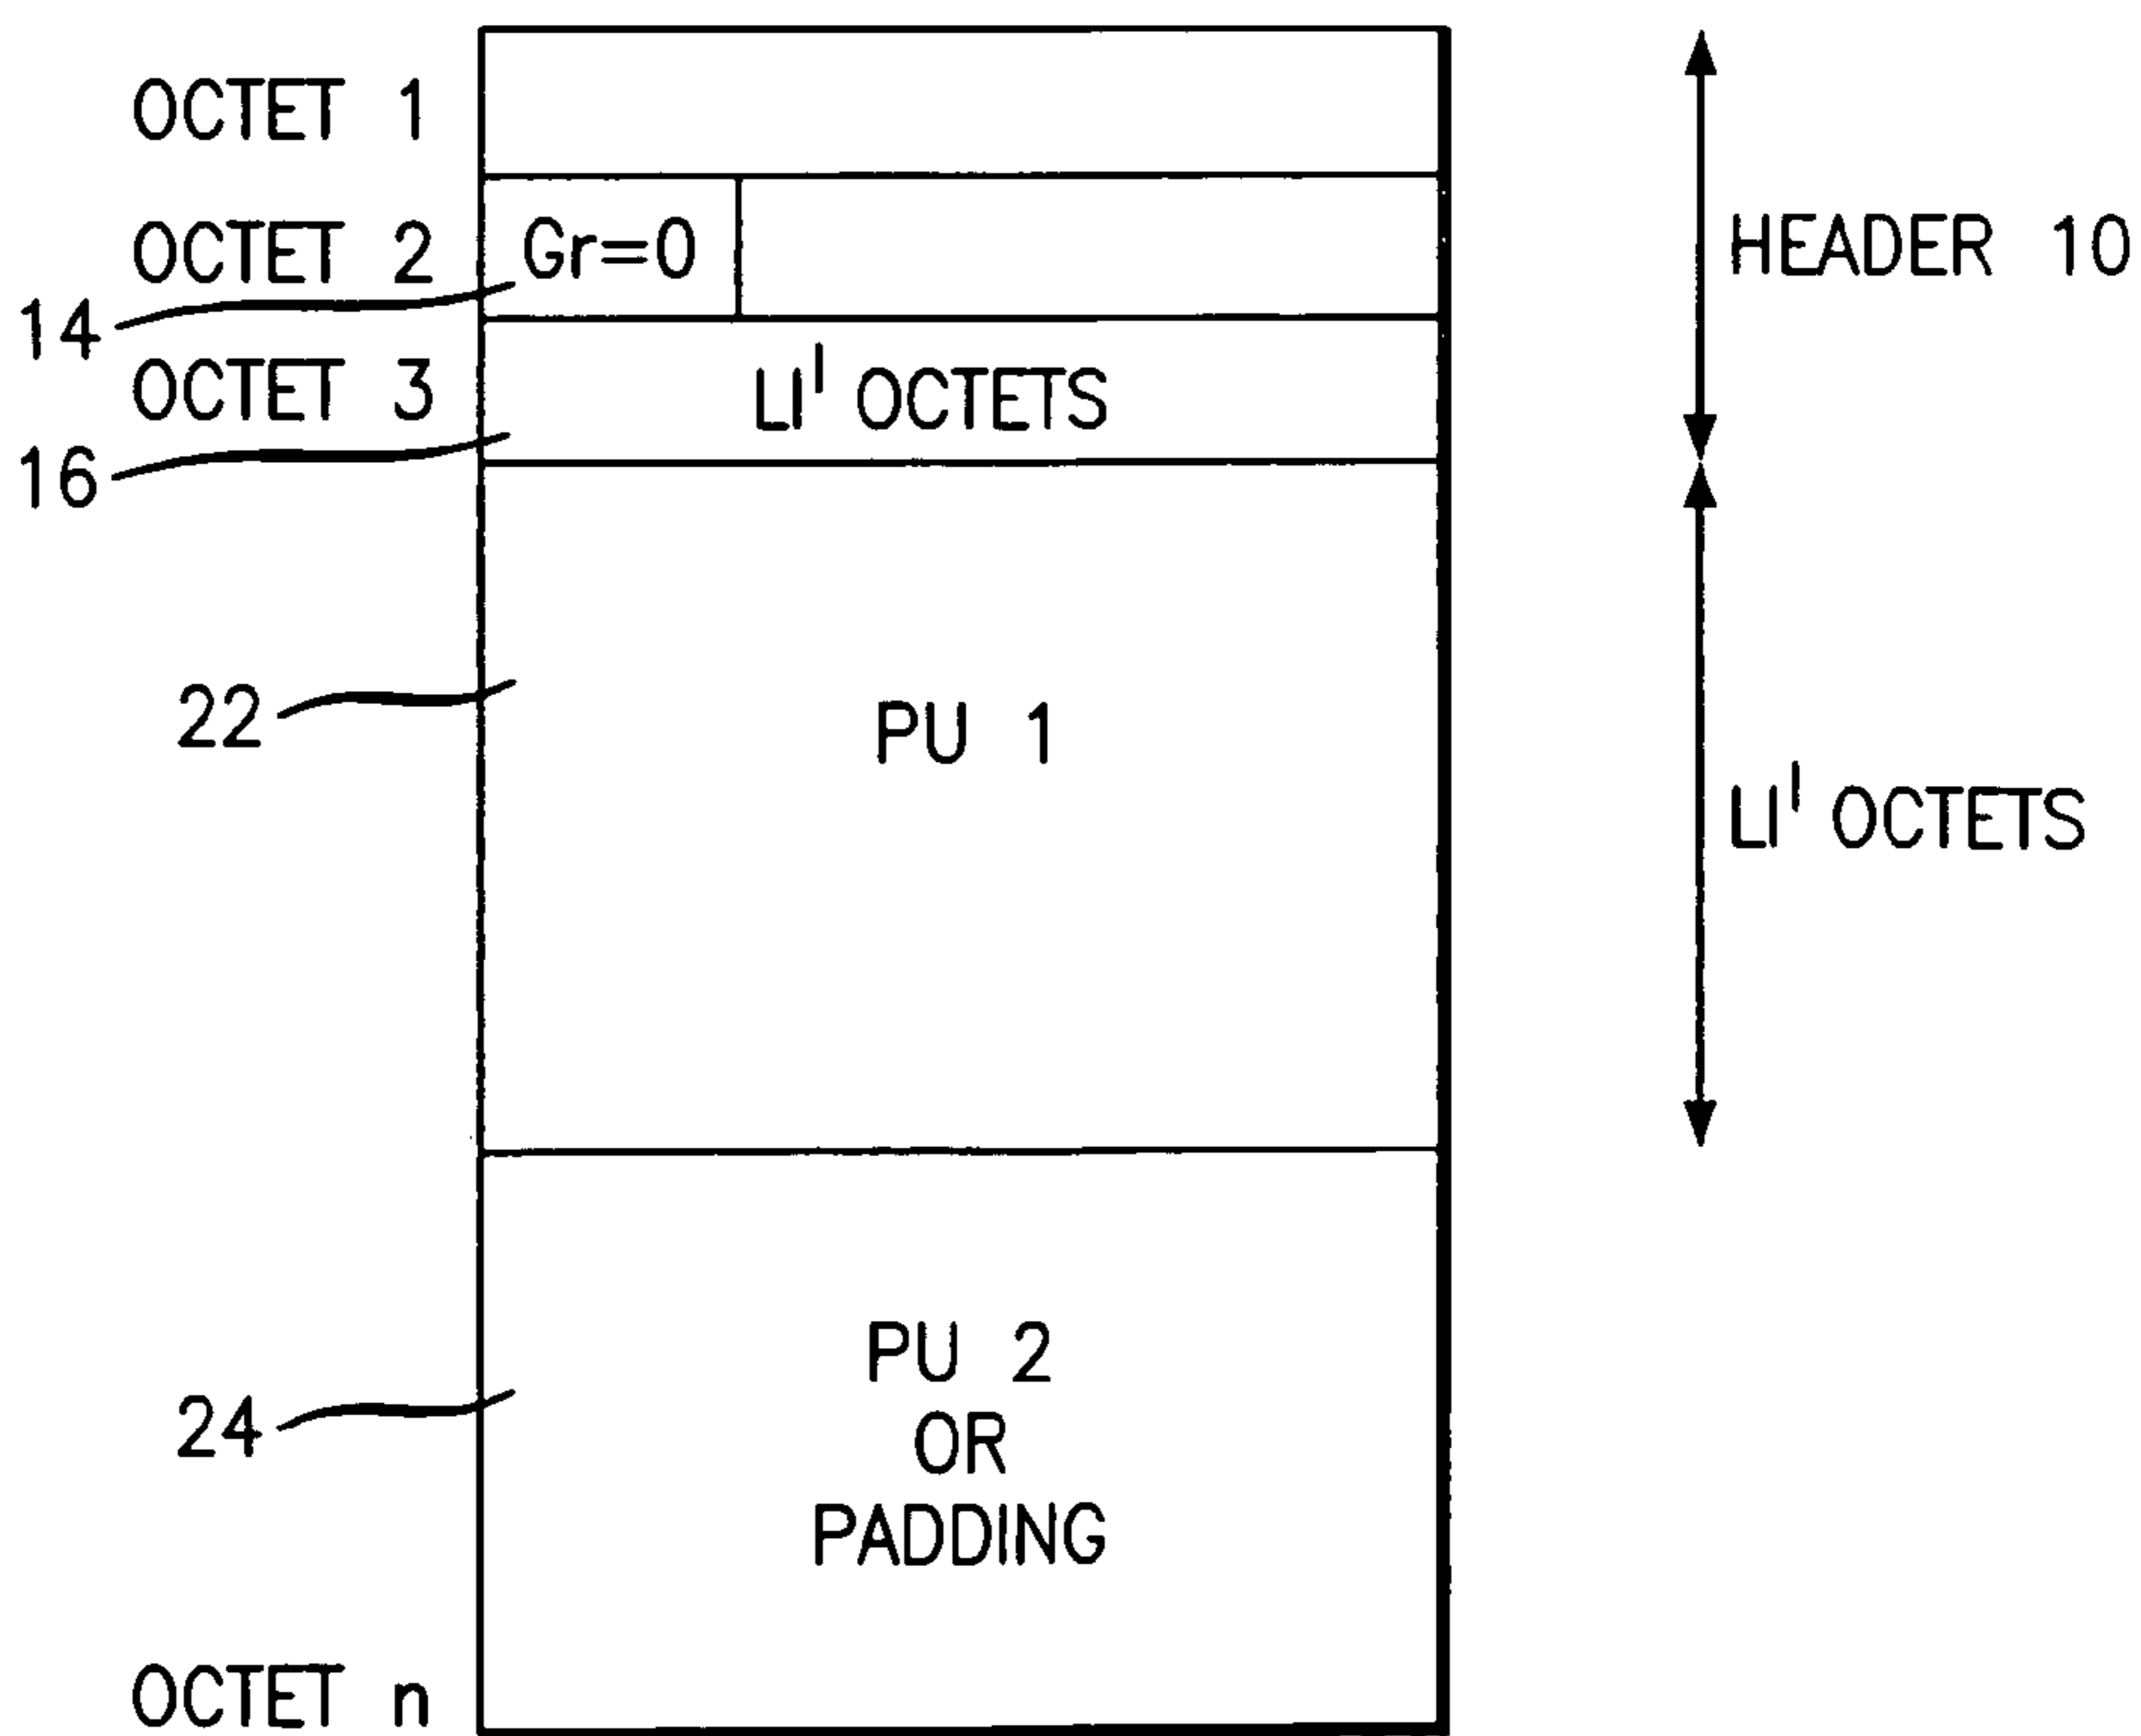 OCTET 1
OCTET 2
Gr=0
HEADER 10
14
OCTET 3
LI' OCTETS
16
22
PU 1
LI' OCTETS
PU 2
OR
PADDING
24
OCTET n